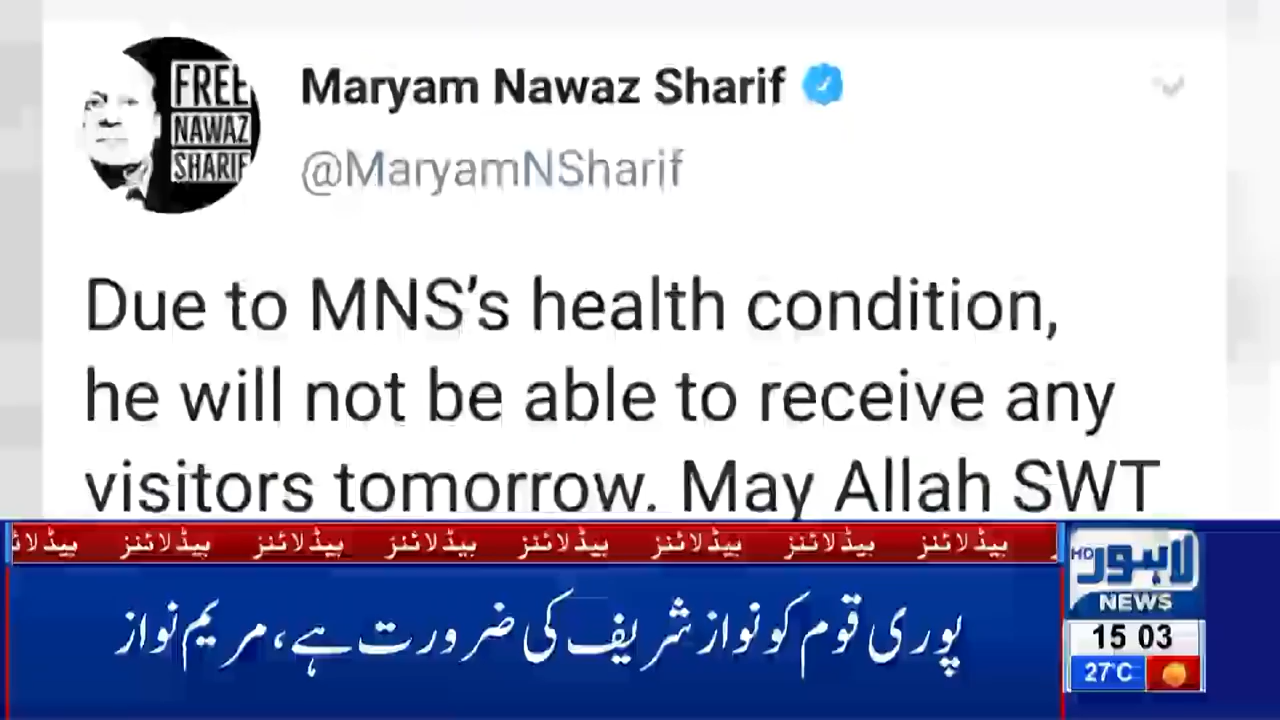 FREE
NAWAZ
SHARIF
Maryam Nawaz Sharif
@MaryamNSharif
Due to MNS’s health condition,
he will not be able to receive any
visitors tomorrow. May Allah SWT
ہیڈلائنز ہیڈلائنز ہیڈلائنز ہیڈلائنز ہیڈلائنز ہیڈلائنز ہیڈلائنز
پوری قوم کو نواز شریف کی ضرورت ہے، مریم نواز
HD
لاہور
NEWS
15 03
27°C